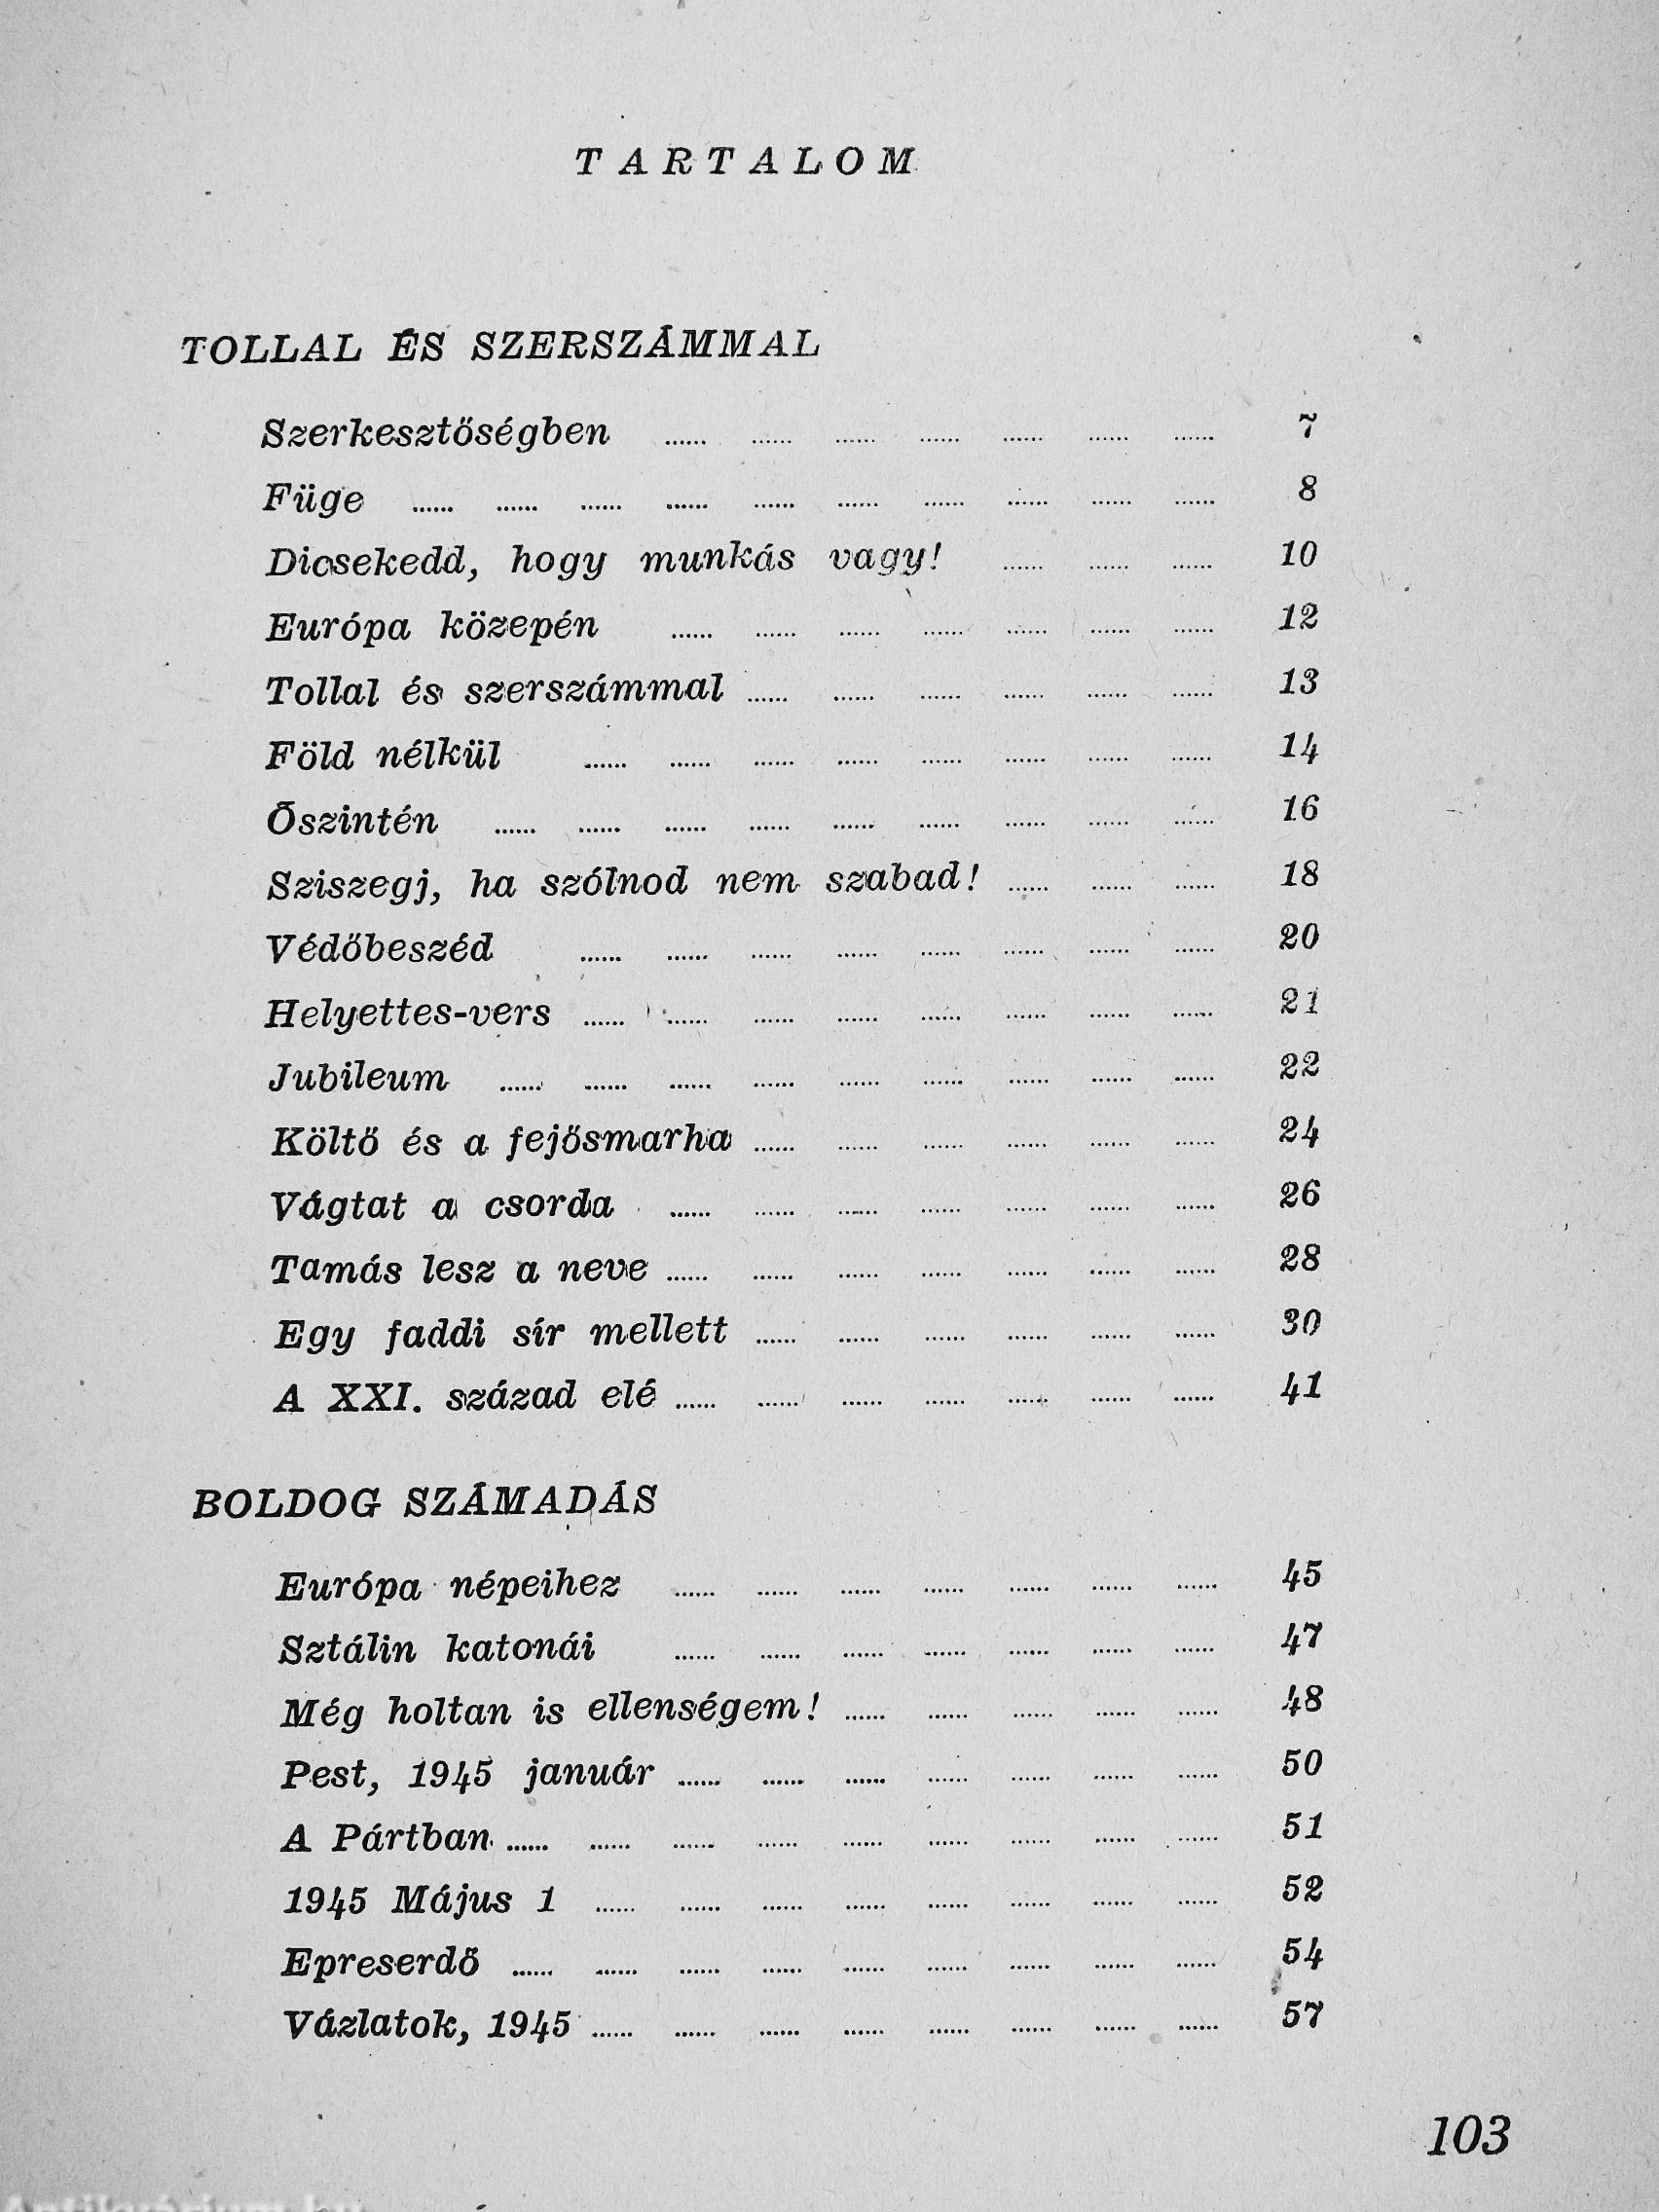 TARTALOM
TOLLAL ÉS SZERSZÁMMAL
Szerkesztőségben ...... ...... ...... ...... ...... ...... ...... 7
Füge ...... ...... ...... ...... ...... ...... ...... ...... ...... ...... 8
Dicsekedd, hogy munkás vagy! ...... ...... ...... 10
Európa közepén ...... ...... ...... ...... ...... ...... ...... 12
Tollal és szerszámmal ...... ...... ...... ...... ...... ...... 13
Föld nélkül ...... ...... ...... ...... ...... ...... ...... ...... 14
Őszintén ...... ...... ...... ...... ...... ...... ...... ...... ...... 16
Sziszegj, ha szólnod nem szabad! ...... ...... ...... 18
Védőbeszéd ...... ...... ...... ...... ...... ...... ...... ...... 20
Helyettes-vers ...... ...... ...... ...... ...... ...... ...... ...... 21
Jubileum ...... ...... ...... ...... ...... ...... ...... ...... ...... 22
Költő és a fejősmarha ...... ...... ...... ...... ...... ...... 24
Vágtat a csorda ...... ...... ...... ...... ...... ...... ...... 26
Tamás lesz a neve ...... ...... ...... ...... ...... ...... ...... 28
Egy faddi sír mellett ...... ...... ...... ...... ...... ...... 30
A XXI. század elé ...... ...... ...... ...... ...... ...... ...... 41
BOLDOG SZÁMADÁS
Európa népeihez ...... ...... ...... ...... ...... ...... ...... 45
Sztálin katonái ...... ...... ...... ...... ...... ...... ...... 47
Még holtan is ellenségem! ...... ...... ...... ...... ...... 48
Pest, 1945 január ...... ...... ...... ...... ...... ...... ...... 50
A Pártban ...... ...... ...... ...... ...... ...... ...... ...... ...... 51
1945 Május 1 ...... ...... ...... ...... ...... ...... ...... ...... 52
Epreserdő ...... ...... ...... ...... ...... ...... ...... ...... ...... 54
Vázlatok, 1945 ...... ...... ...... ...... ...... ...... ...... ...... 57
103